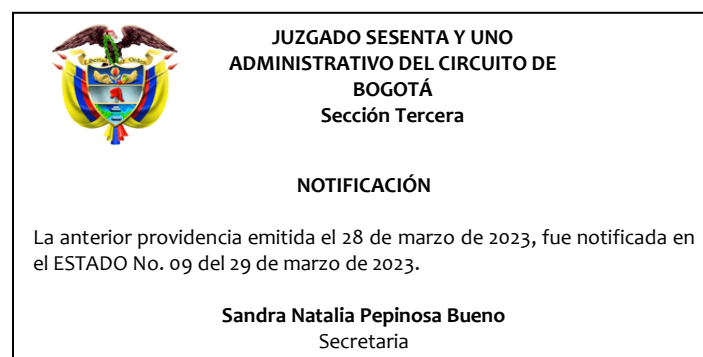 JUZGADO SESENTA Y UNO
ADMINISTRATIVO DEL CIRCUITO DE
BOGOTÁ
Sección Tercera
NOTIFICACIÓN
La anterior providencia emitida el 28 de marzo de 2023, fue notificada en
el ESTADO No. 09 del 29 de marzo de 2023.
Sandra Natalia Pepinosa Bueno
Secretaria